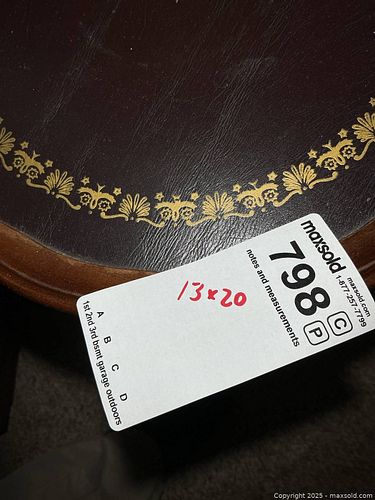 maxsold
maxsold.com
1-877-257-7799
798
C
P
notes and measurements
13x20
A B C D
1st 2nd 3rd bsmt garage outdoors
Copyright 2025 - maxsold.com